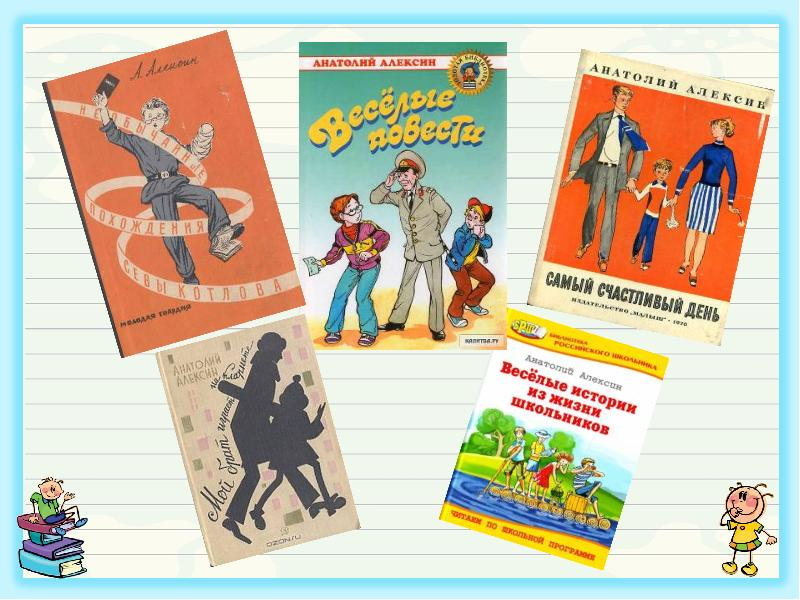 А. Алексин
НЕОБЫЧАЙНЫЕ
ПОХОЖДЕНИЯ
СЕВЫ КОТЛОВА
МОЛОДАЯ ГВАРДИЯ
АНАТОЛИЙ АЛЕКСИН
Весёлые
повести
НАПИТБА.РУ
АНАТОЛИЙ АЛЕКСИН
САМЫЙ СЧАСТЛИВЫЙ ДЕНЬ
ИЗДАТЕЛЬСТВО „МАЛЫШ" · 1970
АНАТОЛИЙ
АЛЕКСИН
Мой брат играет
на кларнете
OZON.RU
БИБЛИОТЕКА
РОССИЙСКОГО ШКОЛЬНИКА
Анатолий Алексин
Весёлые истории
из жизни
школьников
ЧИТАЕМ ПО ШКОЛЬНОЙ ПРОГРАММЕ